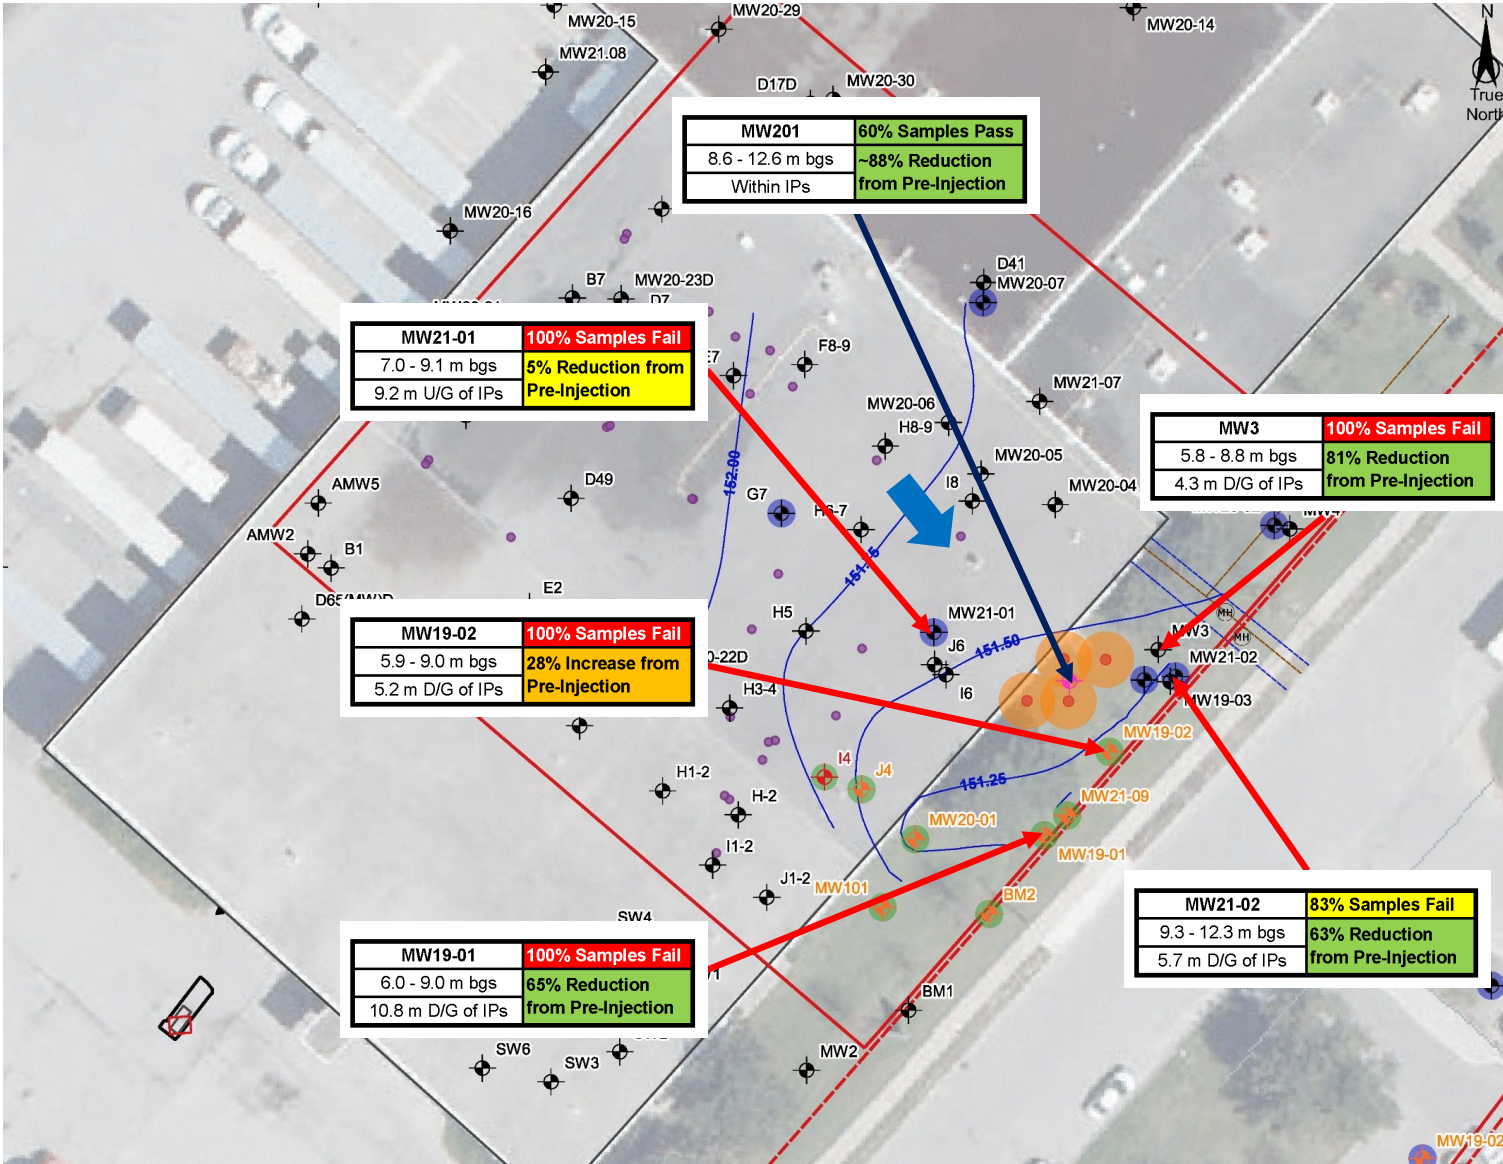 MW20-15
MW20-29
MW20-14
N
MW21.08
True
North
D17D
MW20-30
MW201
60% Samples Pass
8.6 - 12.6 m bgs
~88% Reduction
from Pre-Injection
Within IPs
MW20-16
D41
MW20-07
B7
MW20-23D
D7
MW21-01
100% Samples Fail
7.0 - 9.1 m bgs
5% Reduction from
Pre-Injection
9.2 m U/G of IPs
F8-9
MW21-07
MW20-06
H8-9
MW3
100% Samples Fail
5.8 - 8.8 m bgs
81% Reduction
from Pre-Injection
4.3 m D/G of IPs
MW20-05
I8
MW20-04
152.00
AMW5
D49
G7
H6-7
MW4
AMW2
B1
E2
D65(MW)D
H5
MW21-01
J6
I6
151.50
MH
MH
MW3
MW21-02
MW19-03
MW19-02
100% Samples Fail
5.9 - 9.0 m bgs
28% Increase from
Pre-Injection
5.2 m D/G of IPs
0-22D
H3-4
MW19-02
I4
J4
151.25
MW21-09
H1-2
H-2
MW20-01
MW19-01
I1-2
J1-2
MW101
BM2
SW4
MW19-01
100% Samples Fail
6.0 - 9.0 m bgs
65% Reduction
from Pre-Injection
10.8 m D/G of IPs
MW21-02
83% Samples Fail
9.3 - 12.3 m bgs
63% Reduction
from Pre-Injection
5.7 m D/G of IPs
BM1
SW6
SW3
MW2
MW19-02